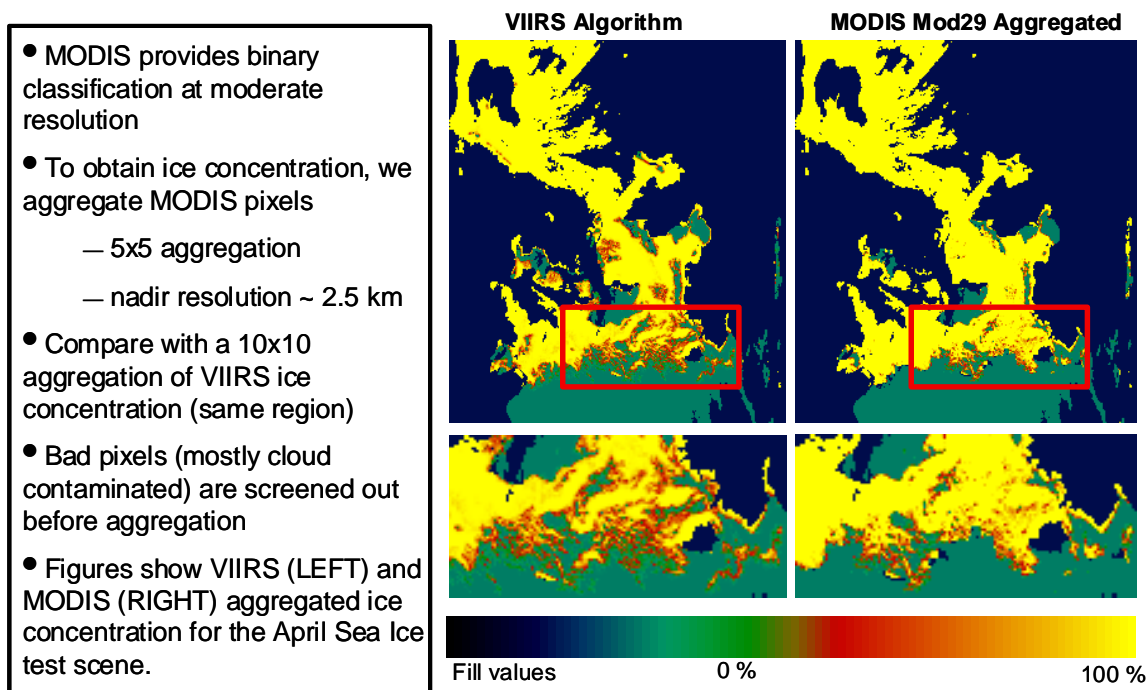 VIIRS Algorithm
MODIS Mod29 Aggregated
● MODIS provides binary
classification at moderate
resolution
● To obtain ice concentration, we
aggregate MODIS pixels
— 5x5 aggregation
— nadir resolution ~ 2.5 km
● Compare with a 10x10
aggregation of VIIRS ice
concentration (same region)
● Bad pixels (mostly cloud
contaminated) are screened out
before aggregation
● Figures show VIIRS (LEFT) and
MODIS (RIGHT) aggregated ice
concentration for the April Sea Ice
test scene.
Fill values
0 %
100 %